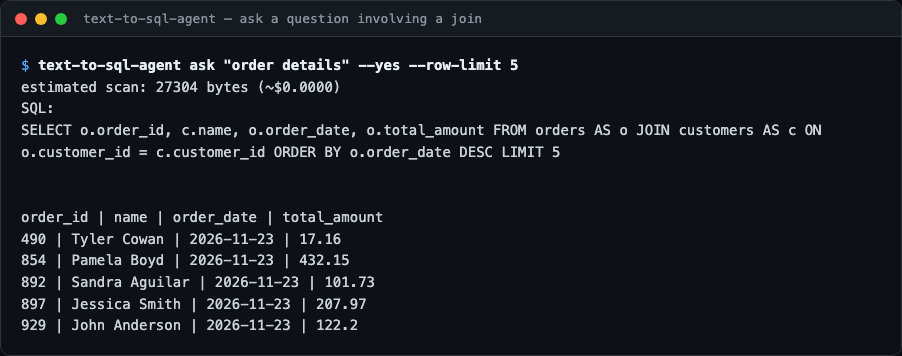 text-to-sql-agent — ask a question involving a join
$ text-to-sql-agent ask "order details" --yes --row-limit 5
estimated scan: 27304 bytes (~$0.0000)
SQL:
SELECT o.order_id, c.name, o.order_date, o.total_amount FROM orders AS o JOIN customers AS c ON
o.customer_id = c.customer_id ORDER BY o.order_date DESC LIMIT 5
order_id | name | order_date | total_amount
490 | Tyler Cowan | 2026-11-23 | 17.16
854 | Pamela Boyd | 2026-11-23 | 432.15
892 | Sandra Aguilar | 2026-11-23 | 101.73
897 | Jessica Smith | 2026-11-23 | 207.97
929 | John Anderson | 2026-11-23 | 122.2